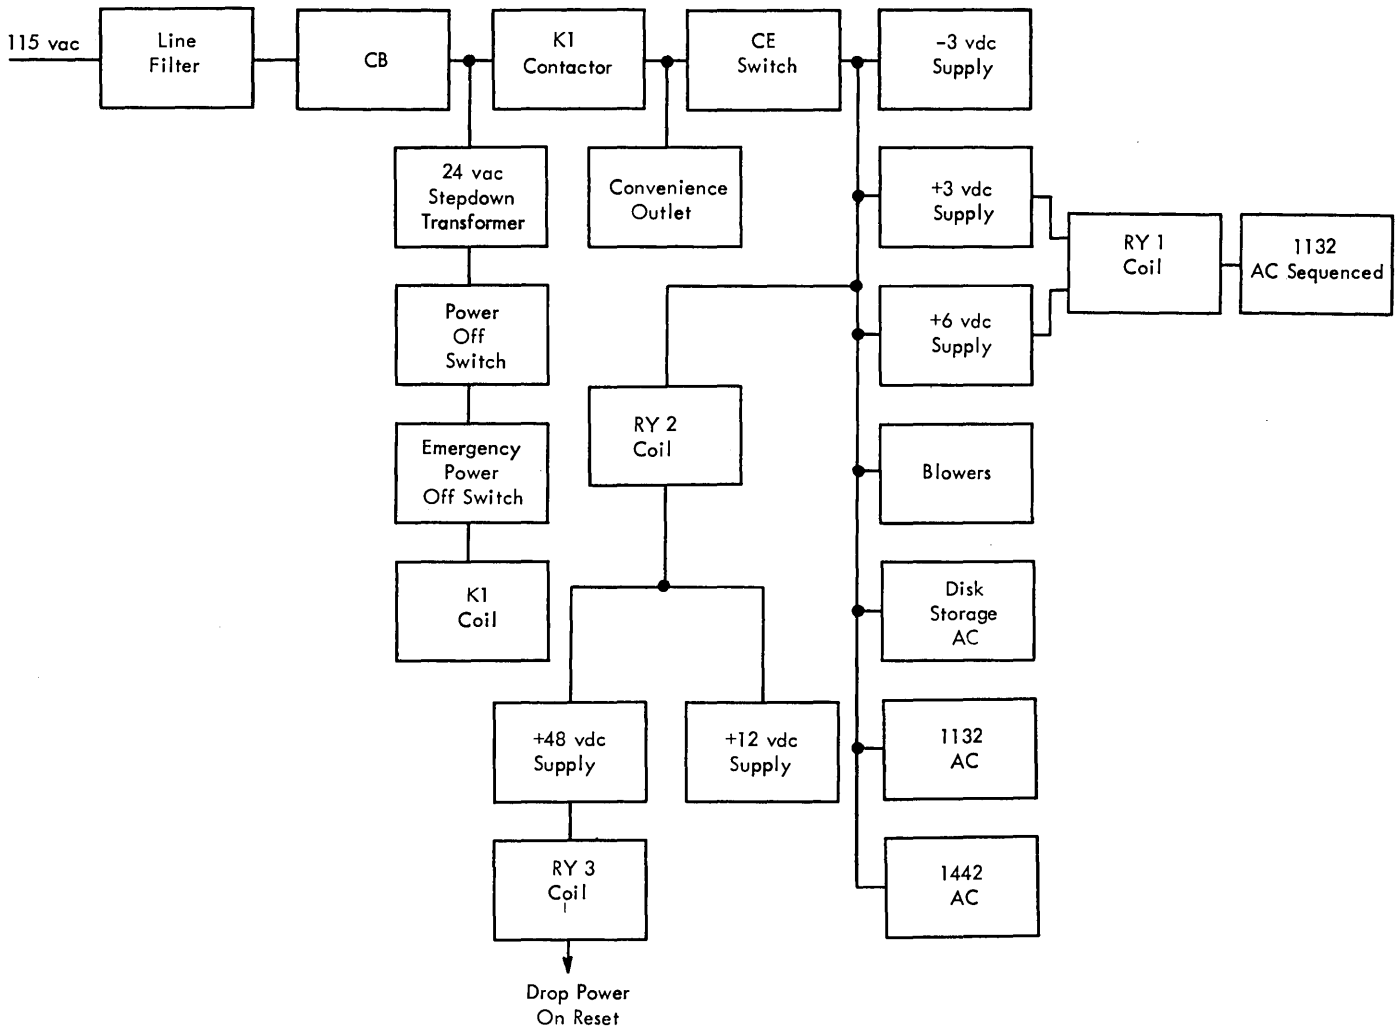 115 vac
Line
Filter
CB
K1
Contactor
CE
Switch
–3 vdc
Supply
24 vac
Stepdown
Transformer
Convenience
Outlet
+3 vdc
Supply
RY 1
Coil
1132
AC Sequenced
Power
Off
Switch
+6 vdc
Supply
RY 2
Coil
Emergency
Power
Off Switch
Blowers
K1
Coil
Disk
Storage
AC
+48 vdc
Supply
+12 vdc
Supply
1132
AC
RY 3
Coil
1442
AC
Drop Power
On Reset